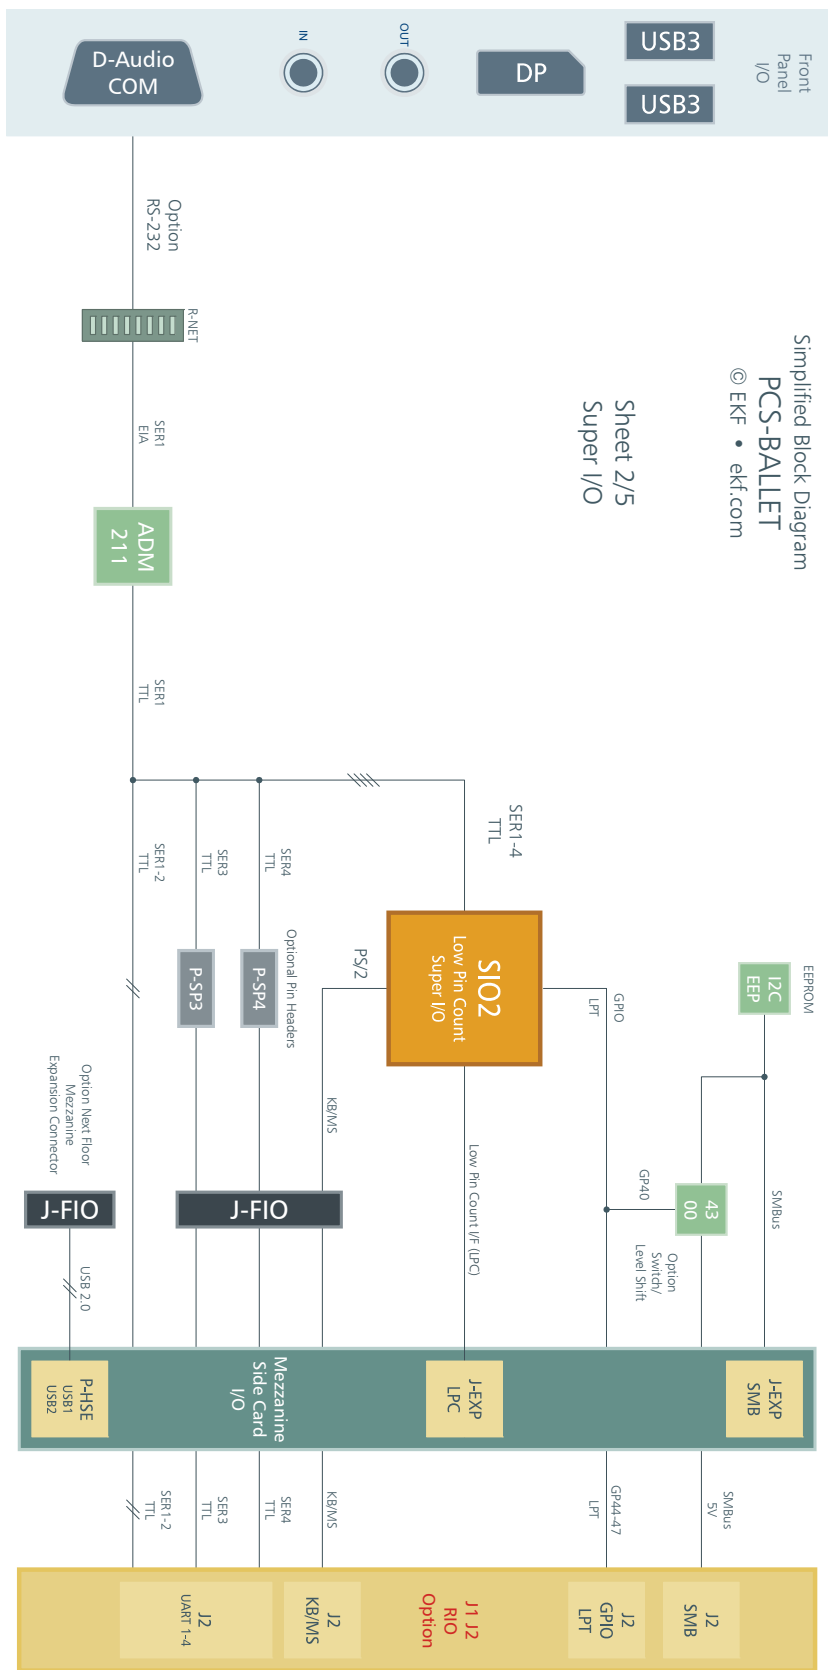 D-Audio
COM
IN
OUT
DP
USB3
USB3
Front
Panel
I/O
Option
RS-232
R-NET
Simplified Block Diagram
PCS-BALLET
© EKF • ekf.com
Sheet 2/5
Super I/O
SER1
EIA
ADM
211
SER1
TTL
SER1-4
TTL
SER1-2
TTL
SER3
TTL
SER4
TTL
Optional Pin Headers
P-SP3
P-SP4
PS/2
SIO2
Low Pin Count
Super I/O
GPIO
LPT
EEPROM
I2C
EEP
Option Next Floor
Mezzanine
Expansion Connector
KB/MS
Low Pin Count I/F (LPC)
GP40
43
00
SMBus
J-FIO
J-FIO
Option
Switch/
Level Shift
USB 2.0
P-HSE
USB1
USB2
Mezzanine
Side Card
I/O
J-EXP
LPC
J-EXP
SMB
SER1-2
TTL
SER3
TTL
SER4
TTL
KB/MS
GP44-47
LPT
SMBus
5V
J2
UART 1-4
J2
KB/MS
J1 J2
RIO
Option
J2
GPIO
LPT
J2
SMB